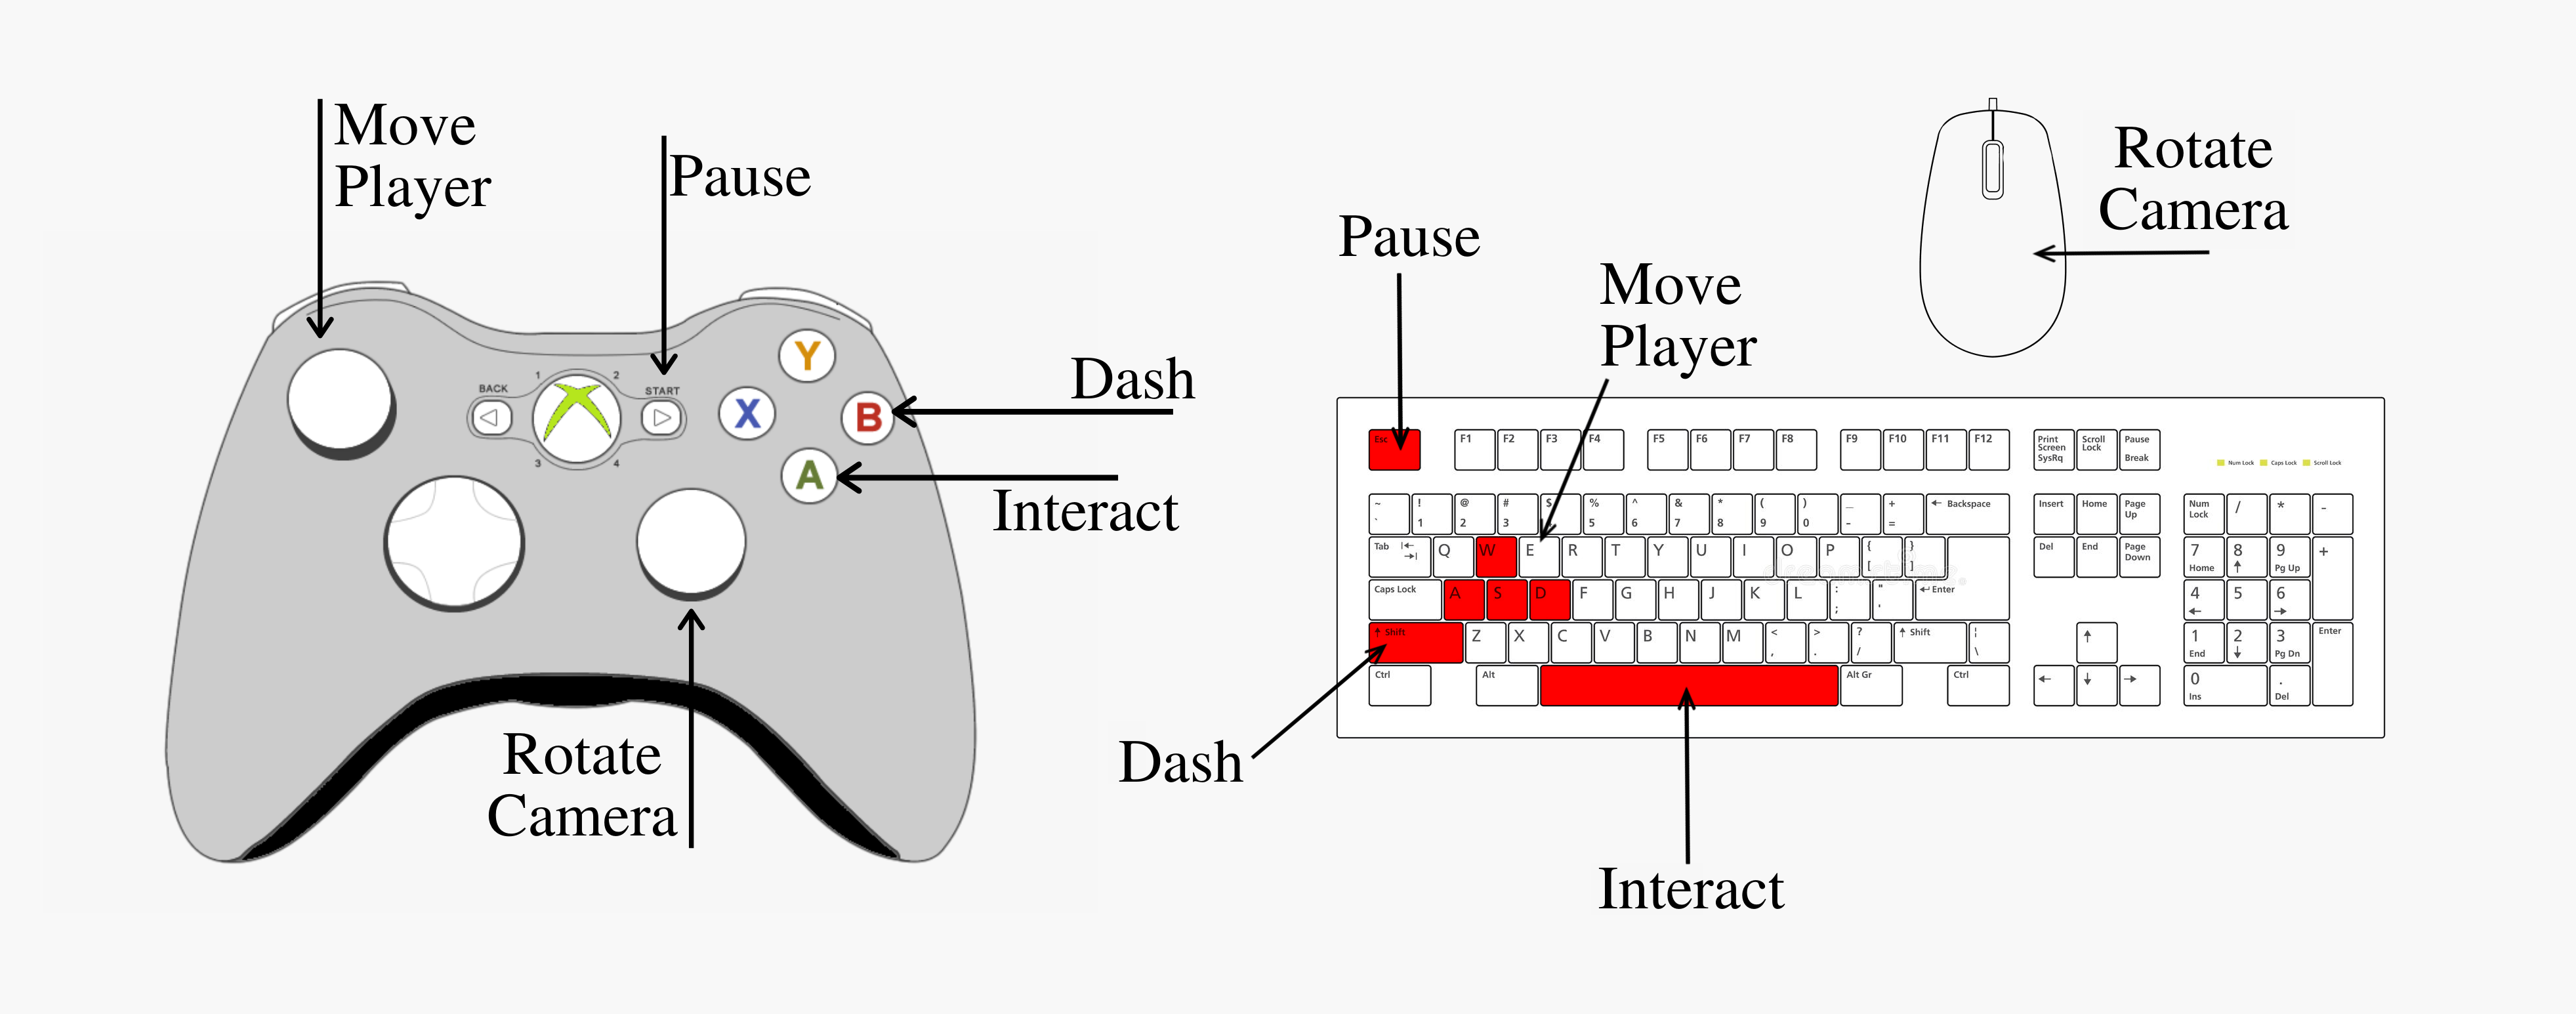 Move
Player
Pause
Dash
Interact
Rotate
Camera
BACK
START
1
2
3
4
Y
X
B
A
Rotate
Camera
Pause
Move
Player
Dash
Interact
Esc F1 F2 F3 F4 F5 F6 F7 F8 F9 F10 F11 F12 Print Screen SysRq Scroll Lock Pause Break
Num Lock Caps Lock Scroll Lock
~ ! @ # $ % ^ & * ( ) _ + ← Backspace Insert Home Page Up Num Lock / * -
` 1 2 3 5 6 7 8 9 0 - =
Tab Q W E R T Y U I O P { [ } ] Del End Page Down 7 Home 8 ↑ 9 Pg Up +
Caps Lock A S D F G H J K L : ; " ' ↵ Enter 4 ← 5 6 →
↑ Shift Z X C V B N M < , > . ? / ↑ Shift ¦ \ ↑ 1 End 2 ↓ 3 Pg Dn Enter
Ctrl Alt Alt Gr Ctrl ← ↓ → 0 Ins . Del